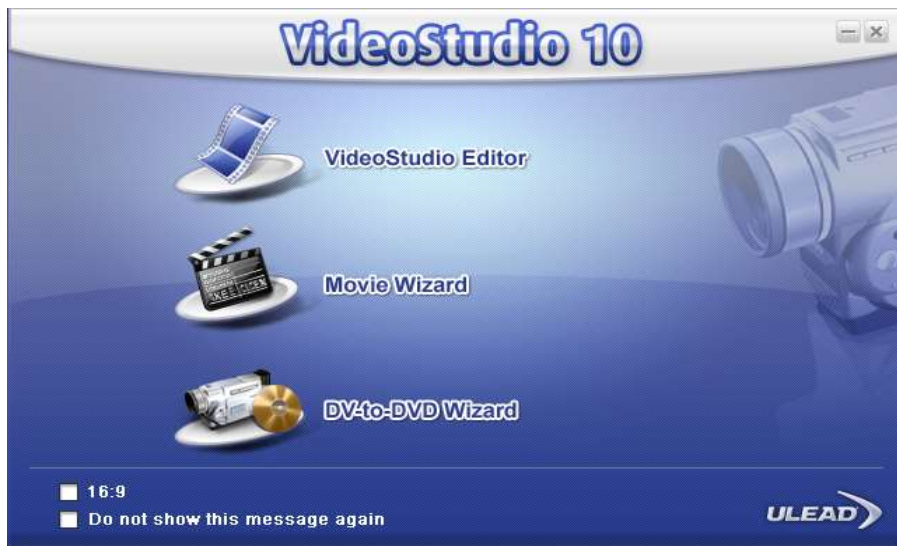 VideoStudio 10
VideoStudio Editor
Movie Wizard
DV-to-DVD Wizard
16:9
Do not show this message again
ULEAD